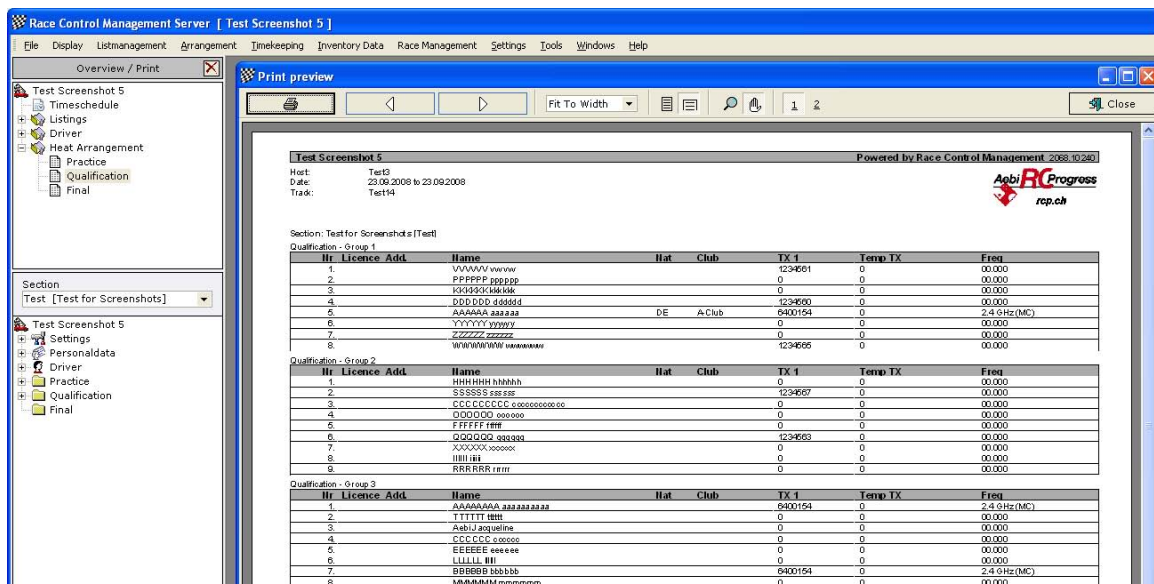 Race Control Management Server [ Test Screenshot 5 ]
File Display Listmanagement Arrangement Timekeeping Inventory Data Race Management Settings Tools Windows Help
Overview / Print
Test Screenshot 5
Timeschedule
Listings
Driver
Heat Arrangement
Practice
Qualification
Final
Section
Test [Test for Screenshots]
Test Screenshot 5
Settings
Personaldata
Driver
Practice
Qualification
Final
Print preview
Fit To Width 1 2 Close
Test Screenshot 5 Powered by Race Control Management 2068.10240
Host: Test3
Date: 23.09.2008 to 23.09.2008
Track: Test14
Aebi RC Progress
rcp.ch
Section: Test for Screenshots [Test]
Qualification - Group 1
Nr Licence Add. Name Nat Club TX 1 Temp TX Freq
1. 1234561 0 00.000
2. PPPPPP pppppp 0 0 00.000
3. KKKKKK kkkkkk 0 0 00.000
4. DDDDDD dddddd 1234560 0 00.000
5. AAAAAA aaaaaa DE A-Club 6400154 0 2.4 GHz (MC)
6. YYYYYY yyyyyy 0 0 00.000
7. ZZZZZZ zzzzzz 0 0 00.000
8. 1234565 0 00.000
Qualification - Group 2
Nr Licence Add. Name Nat Club TX 1 Temp TX Freq
1. HHHHHH hhhhhh 0 0 00.000
2. SSSSSS ssssss 1234567 0 00.000
3. 0 0 00.000
4. OOOOOO oooooo 0 0 00.000
5. FFFFFF ffffff 0 0 00.000
6. QQQQQQ qqqqqq 1234563 0 00.000
7. XXXXXX xxxxxx 0 0 00.000
8. IIIIII iiiiii 0 0 00.000
9. RRRRRR rrrrrr 0 0 00.000
Qualification - Group 3
Nr Licence Add. Name Nat Club TX 1 Temp TX Freq
1. 6400154 0 2.4 GHz (MC)
2. TTTTTT tttttt 0 0 00.000
3. Aebi Jacqueline 0 0 00.000
4. CCCCCC cccccc 0 0 00.000
5. EEEEEE eeeeee 0 0 00.000
6. LLLLLL llllll 0 0 00.000
7. BBBBBB bbbbbb 6400154 0 2.4 GHz (MC)
8. MMMMMM mmmmmm 0 0 00.000